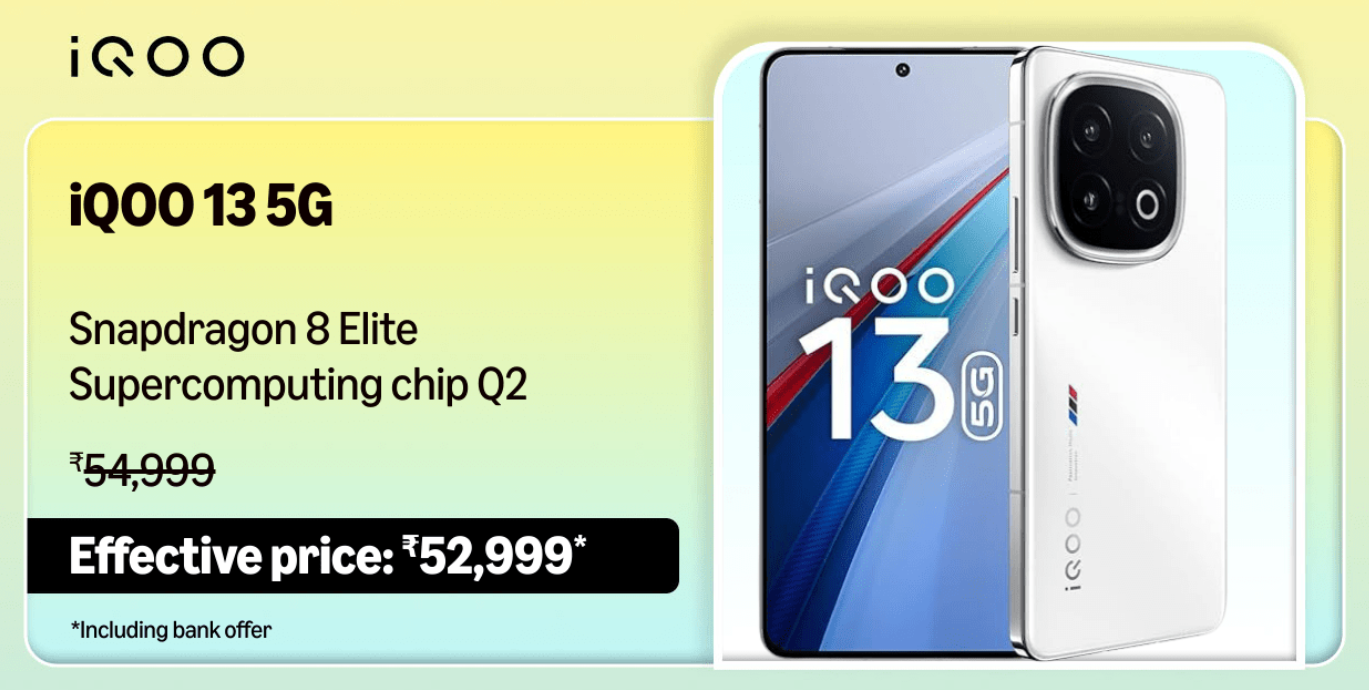 iQOO
iQOO 13 5G
Snapdragon 8 Elite
Supercomputing chip Q2
₹54,999
Effective price: ₹52,999*
*Including bank offer
iQOO
13 5G
iQOO